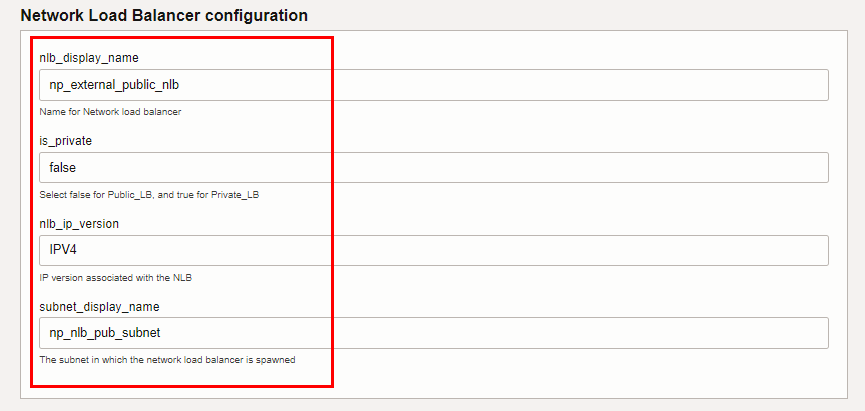 Network Load Balancer configuration
nlb_display_name
np_external_public_nlb
Name for Network load balancer
is_private
false
Select false for Public_LB, and true for Private_LB
nlb_ip_version
IPV4
IP version associated with the NLB
subnet_display_name
np_nlb_pub_subnet
The subnet in which the network load balancer is spawned